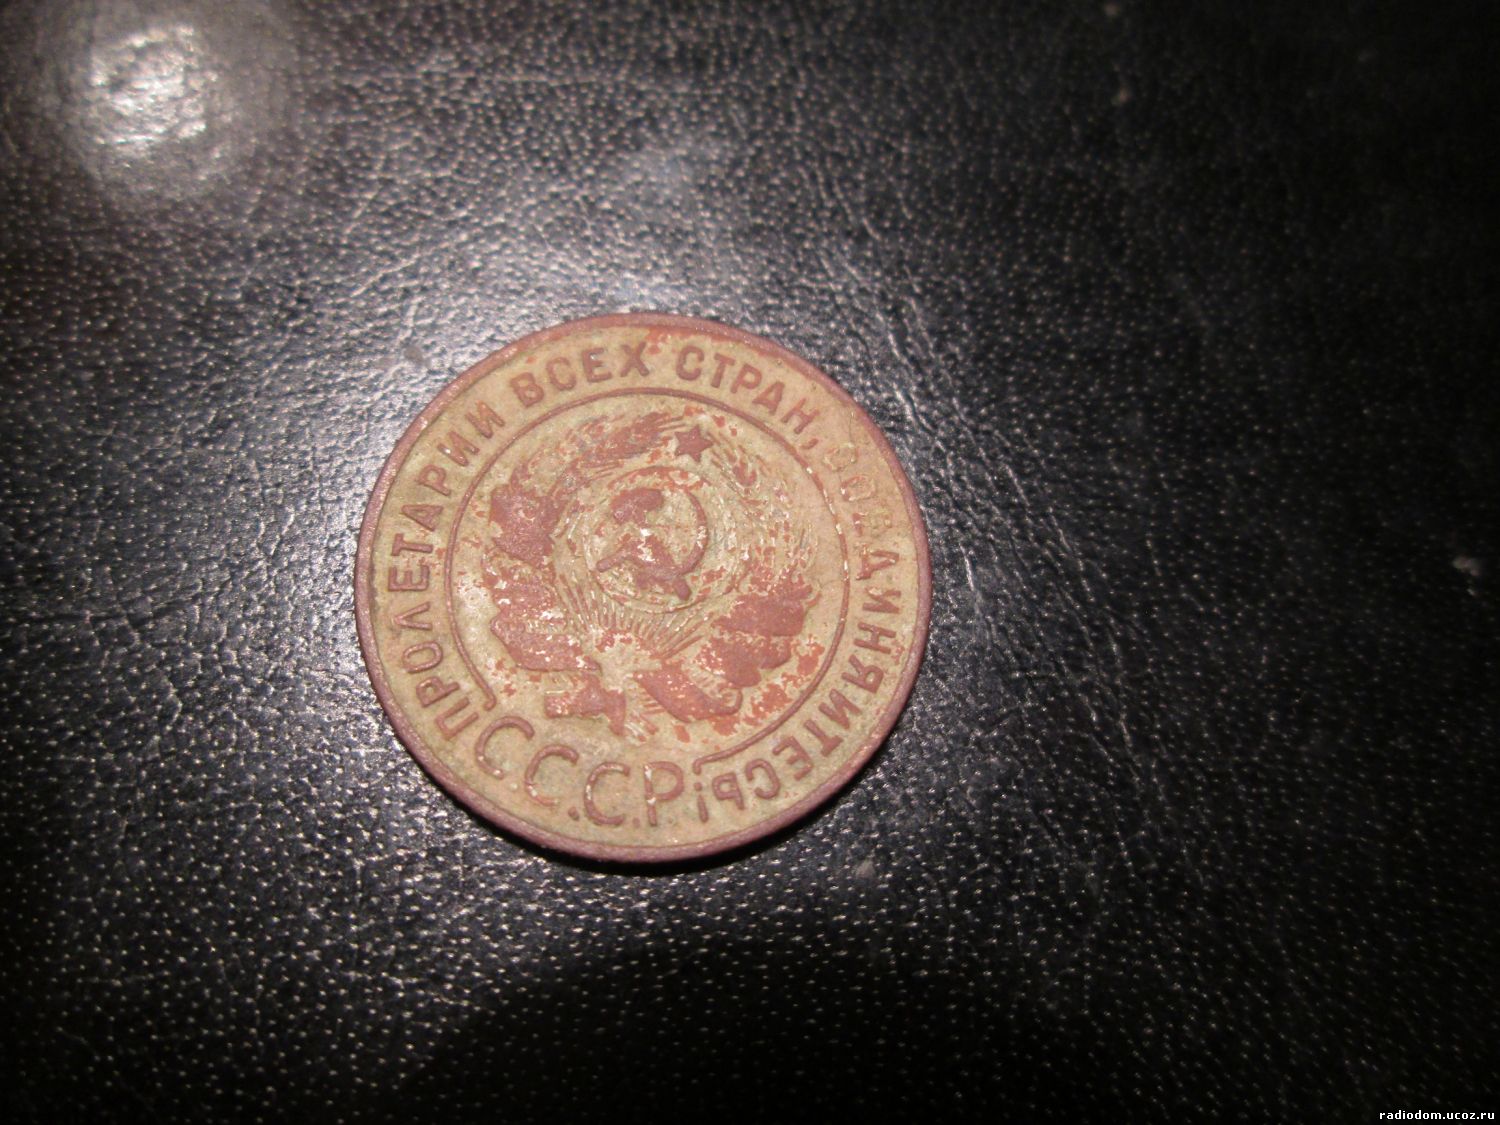 ПРОЛЕТАРИИ ВСЕХ СТРАН, СОЕДИНЯЙТЕСЬ!
С.С.С.Р.
radiodom.ucoz.ru